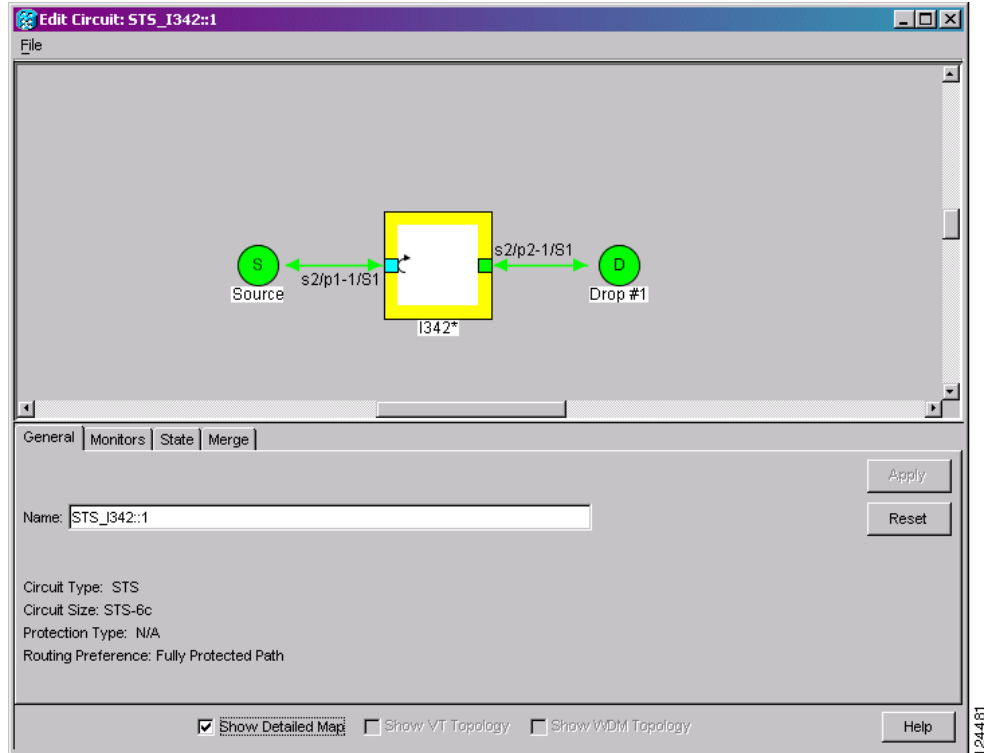 Edit Circuit: STS_I342::1
File
S
Source
s2/p1-1/S1
I342*
s2/p2-1/S1
D
Drop #1
General
Monitors
State
Merge
Apply
Name:
STS_I342::1
Reset
Circuit Type: STS
Circuit Size: STS-6c
Protection Type: N/A
Routing Preference: Fully Protected Path
Show Detailed Map
Show VT Topology
Show WDM Topology
Help
124481